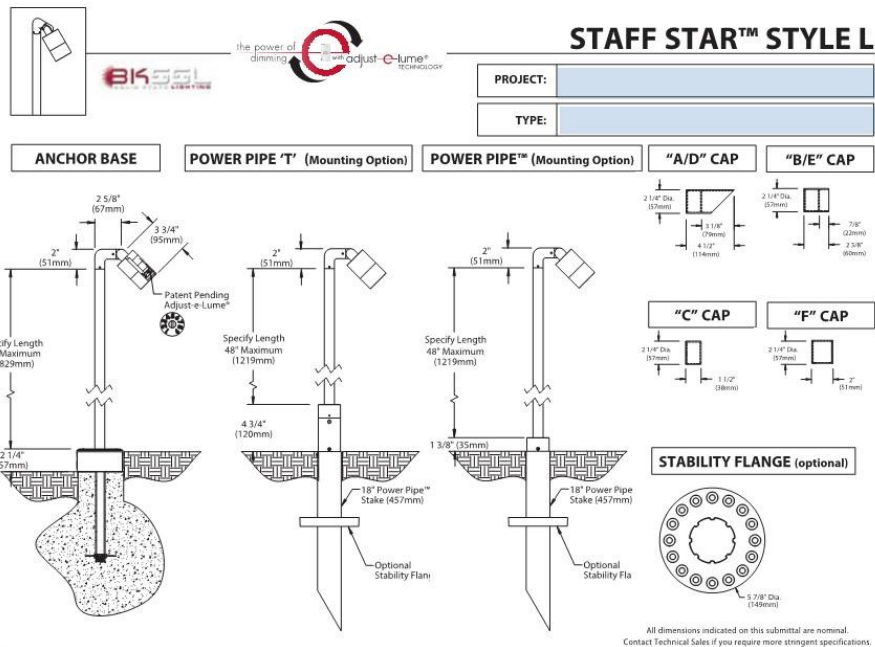 STAFF STAR™ STYLE L
the power of
dimming
with adjust-e-lume®
TECHNOLOGY
BKSSL
SOLID STATE LIGHTING
PROJECT:
TYPE:
ANCHOR BASE
POWER PIPE 'T' (Mounting Option)
POWER PIPE™ (Mounting Option)
"A/D" CAP
"B/E" CAP
2 5/8"
(67mm)
3 3/4"
(95mm)
2"
(51mm)
Patent Pending
Adjust-e-Lume®
ify Length
Maximum
829mm)
2 1/4"
57mm)
2"
(51mm)
Specify Length
48" Maximum
(1219mm)
4 3/4"
(120mm)
18" Power Pipe™
Stake (457mm)
Optional
Stability Flang
2"
(51mm)
Specify Length
48" Maximum
(1219mm)
1 3/8" (35mm)
18" Power Pipe
Stake (457mm)
Optional
Stability Fla
2 1/4" Dia.
(57mm)
3 1/8"
(79mm)
4 1/2"
(114mm)
2 1/4" Dia.
(57mm)
7/8"
(22mm)
2 3/8"
(60mm)
"C" CAP
"F" CAP
2 1/4" Dia
(57mm)
1 1/2"
(38mm)
2 1/4" Dia.
(57mm)
2"
(51mm)
STABILITY FLANGE (optional)
5 7/8" Dia.
(149mm)
All dimensions indicated on this submittal are nominal.
Contact Technical Sales if you require more stringent specifications.